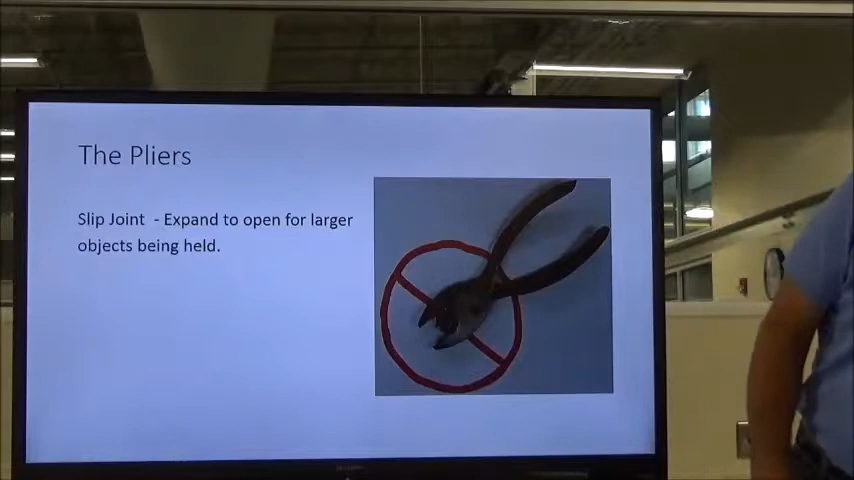 The Pliers
Slip Joint - Expand to open for larger
objects being held.